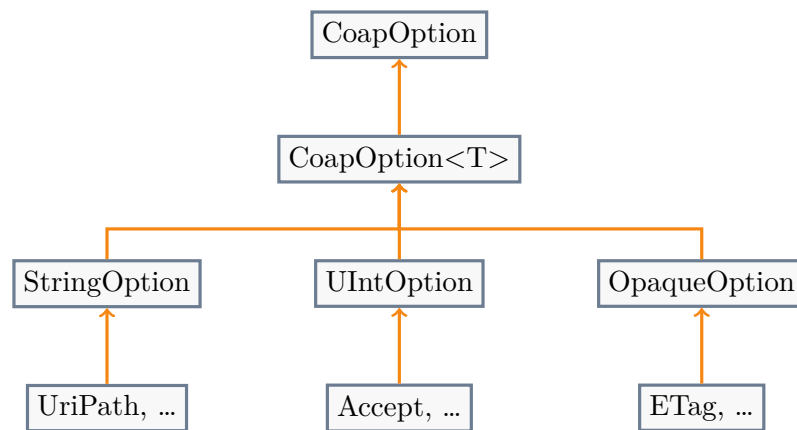 CoapOption
CoapOption<T>
StringOption
UIntOption
OpaqueOption
UriPath, …
Accept, …
ETag, …